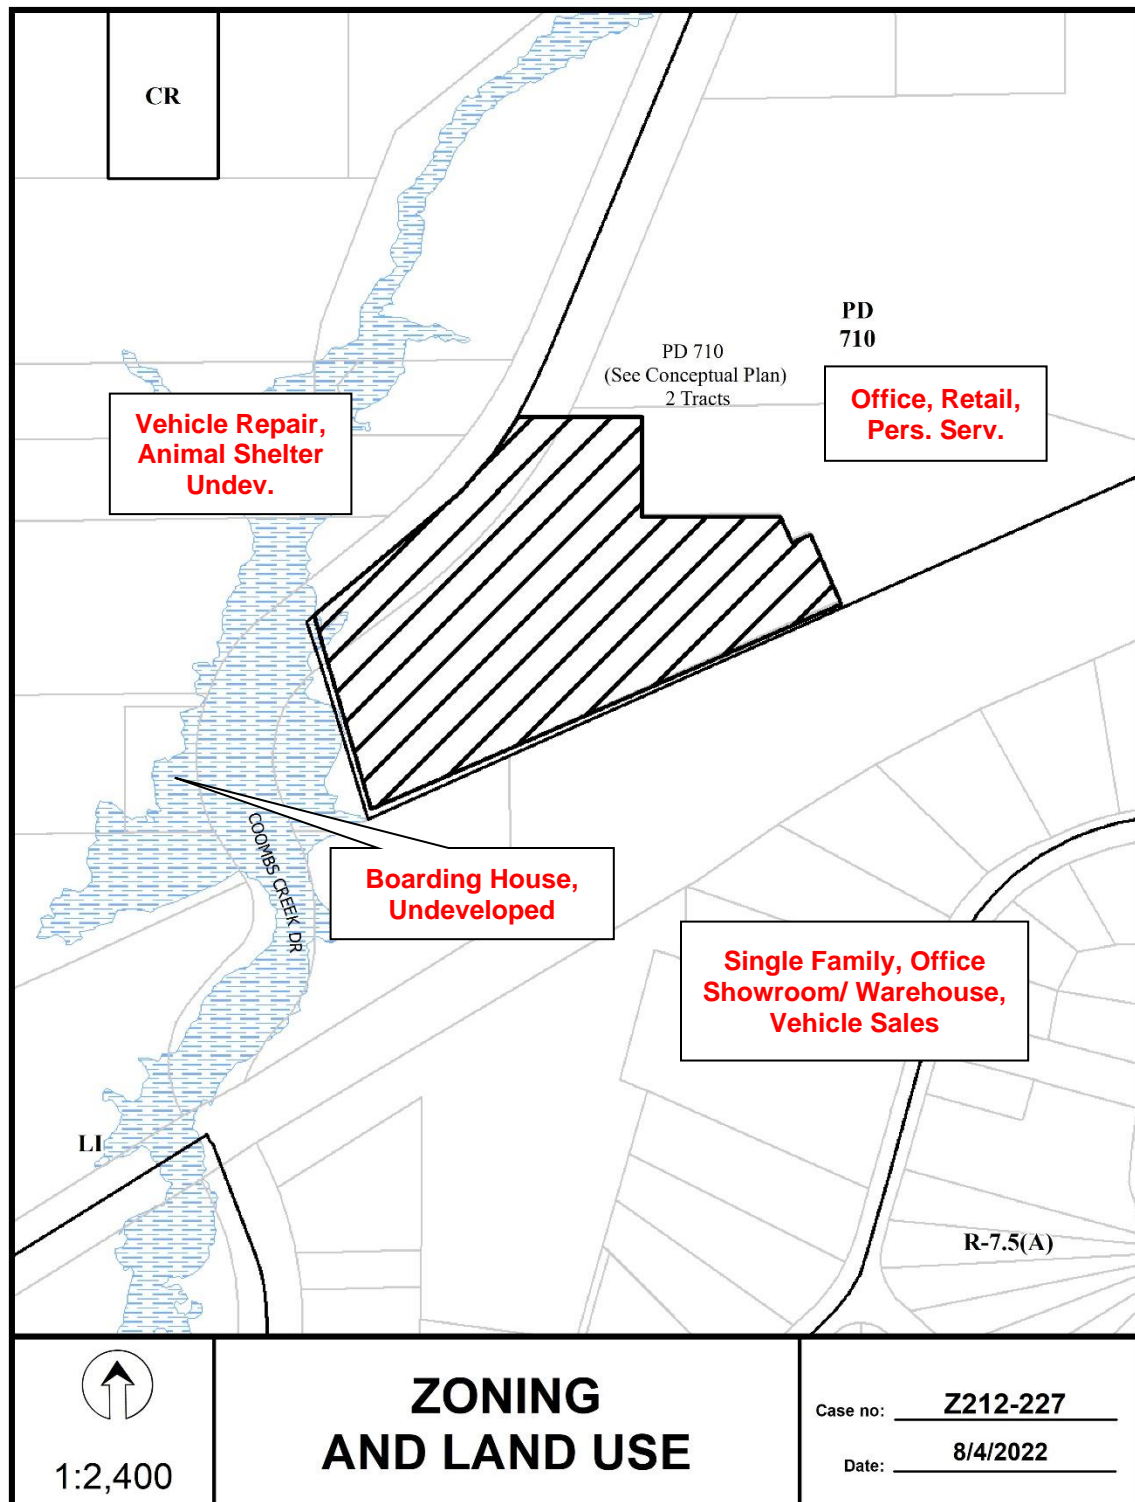 CR
PD
710
PD 710
(See Conceptual Plan)
2 Tracts
Office, Retail,
Pers. Serv.
Vehicle Repair,
Animal Shelter
Undev.
COOMBS CREEK DR
Boarding House,
Undeveloped
Single Family, Office
Showroom/ Warehouse,
Vehicle Sales
LI
R-7.5(A)
1:2,400
ZONING
AND LAND USE
Case no: Z212-227
Date: 8/4/2022